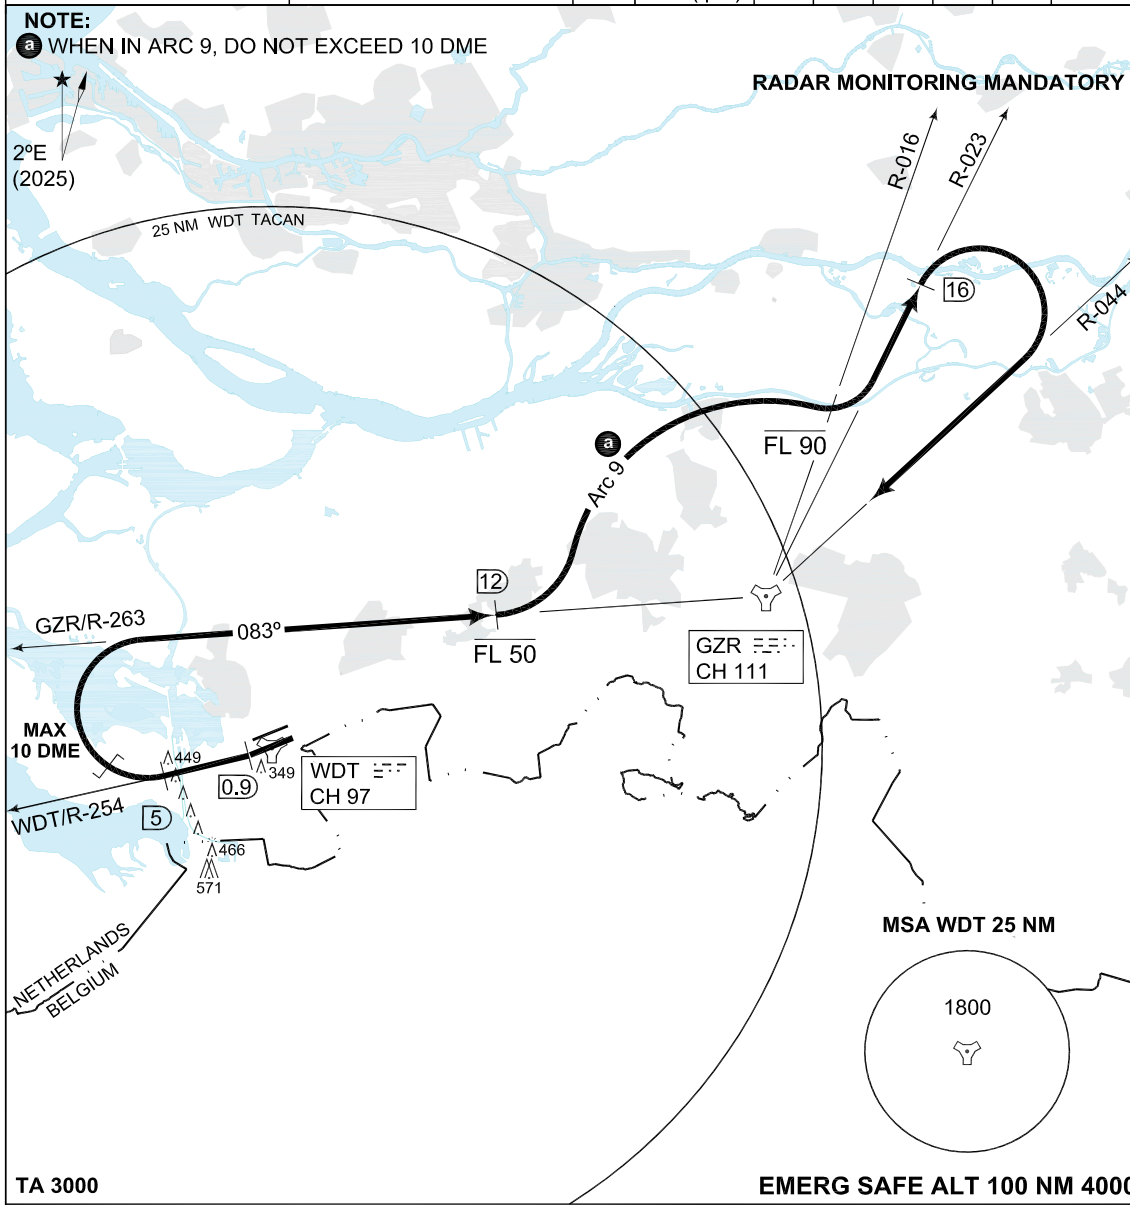 NOTE:
a WHEN IN ARC 9, DO NOT EXCEED 10 DME
RADAR MONITORING MANDATORY
2ºE
(2025)
R-016
R-023
25 NM WDT TACAN
16
R-044
a
FL 90
Arc 9
12
GZR/R-263
083º
FL 50
GZR
CH 111
MAX
10 DME
449
349
0.9
WDT
CH 97
WDT/R-254
5
466
571
NETHERLANDS
BELGIUM
MSA WDT 25 NM
1800
TA 3000
EMERG SAFE ALT 100 NM 4000